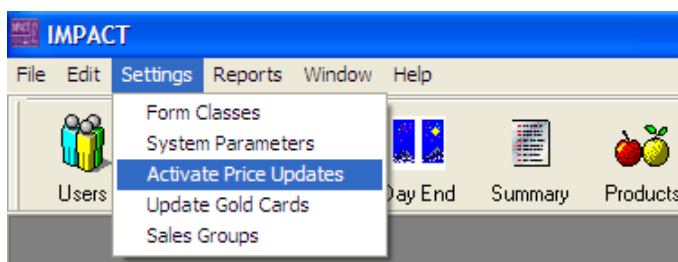 IMPACT
File Edit Settings Reports Window Help
Form Classes
System Parameters
Activate Price Updates
Update Gold Cards
Sales Groups
Users Day End Summary Products